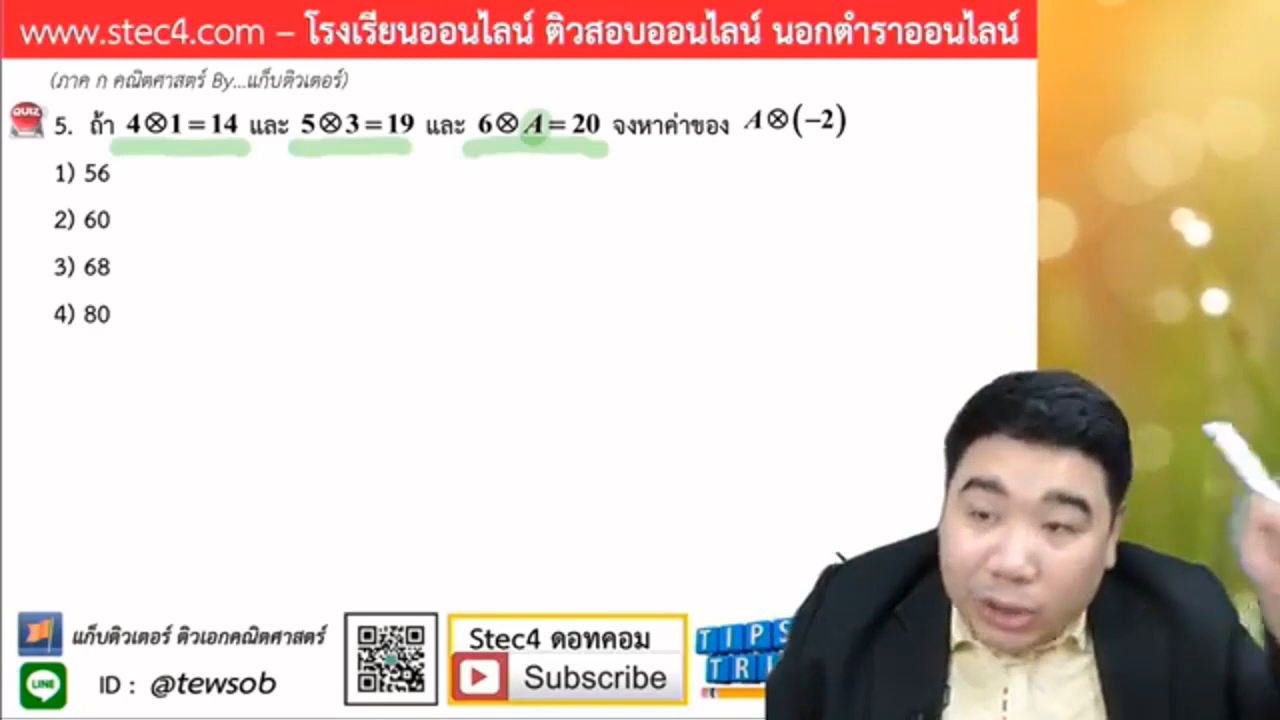 www.stec4.com – โรงเรียนออนไลน์ ติวสอบออนไลน์ นอกตำราออนไลน์
(ภาค ก คณิตศาสตร์ By...แก็บติวเตอร์)
QUIZ
5. ถ้า 4⊗1=14 และ 5⊗3=19 และ 6⊗A=20 จงหาค่าของ A⊗(−2)
1) 56
2) 60
3) 68
4) 80
แก็บติวเตอร์ ติวเอกคณิตศาสตร์
LINE ID : @tewsob
Stec4 ดอทคอม
Subscribe
TIPS